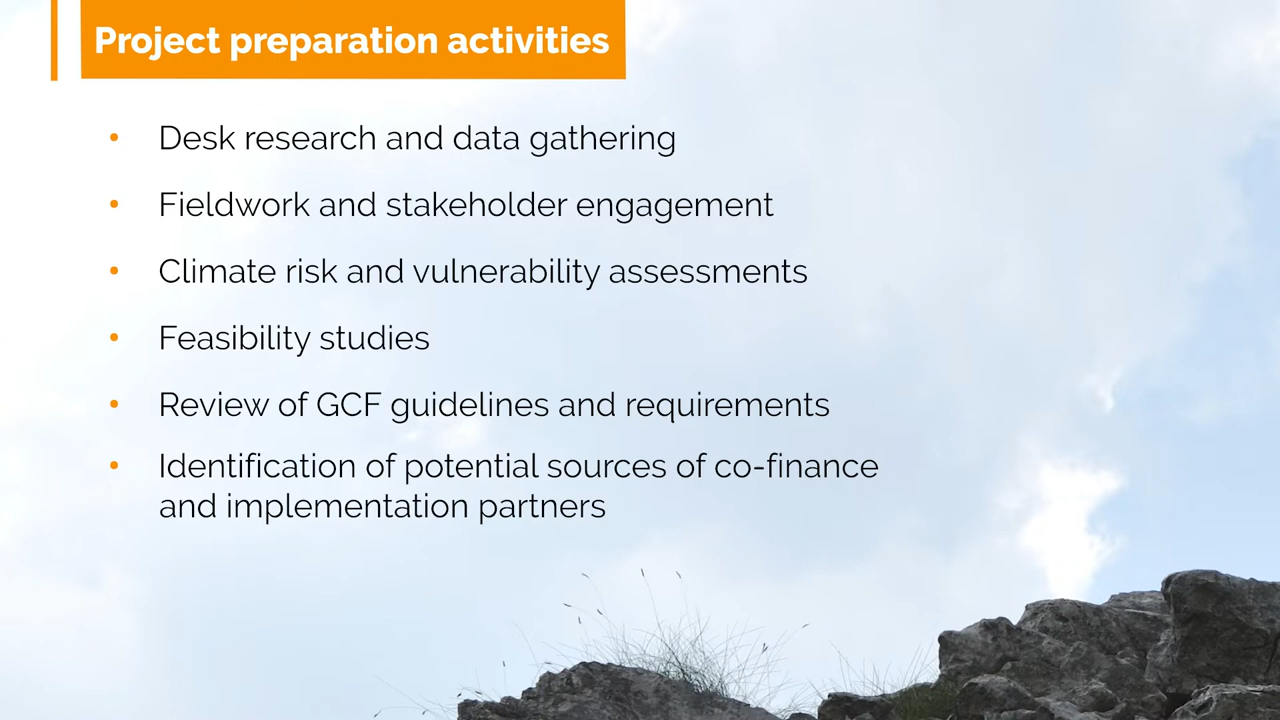 Project preparation activities
• Desk research and data gathering
• Fieldwork and stakeholder engagement
• Climate risk and vulnerability assessments
• Feasibility studies
• Review of GCF guidelines and requirements
• Identification of potential sources of co-finance
and implementation partners